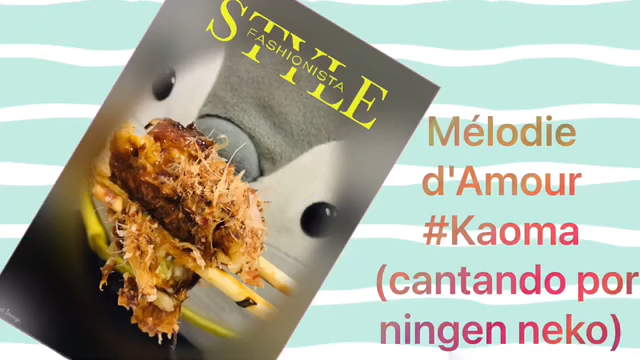 STYLE
FASHIONISTA
Mélodie
d'Amour
#Kaoma
(cantando por
ningen neko)